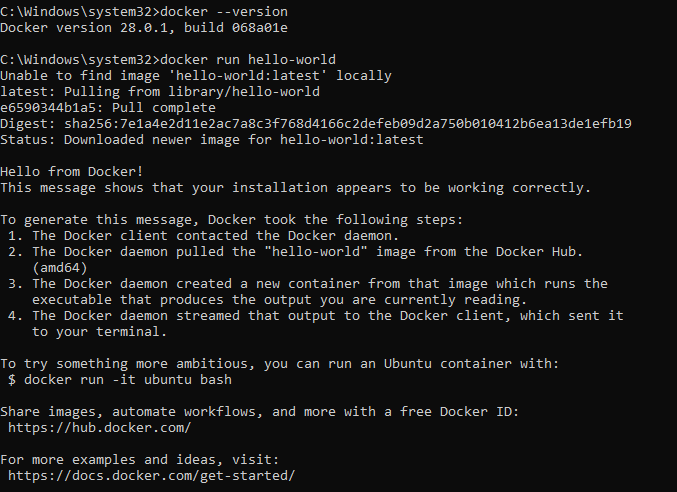 C:\Windows\system32>docker --version
Docker version 28.0.1, build 068a01e
C:\Windows\system32>docker run hello-world
Unable to find image 'hello-world:latest' locally
latest: Pulling from library/hello-world
e6590344b1a5: Pull complete
Digest: sha256:7e1a4e2d11e2ac7a8c3f768d4166c2defeb09d2a750b010412b6ea13de1efb19
Status: Downloaded newer image for hello-world:latest
Hello from Docker!
This message shows that your installation appears to be working correctly.
To generate this message, Docker took the following steps:
1. The Docker client contacted the Docker daemon.
2. The Docker daemon pulled the "hello-world" image from the Docker Hub.
(amd64)
3. The Docker daemon created a new container from that image which runs the
executable that produces the output you are currently reading.
4. The Docker daemon streamed that output to the Docker client, which sent it
to your terminal.
To try something more ambitious, you can run an Ubuntu container with:
$ docker run -it ubuntu bash
Share images, automate workflows, and more with a free Docker ID:
https://hub.docker.com/
For more examples and ideas, visit:
https://docs.docker.com/get-started/